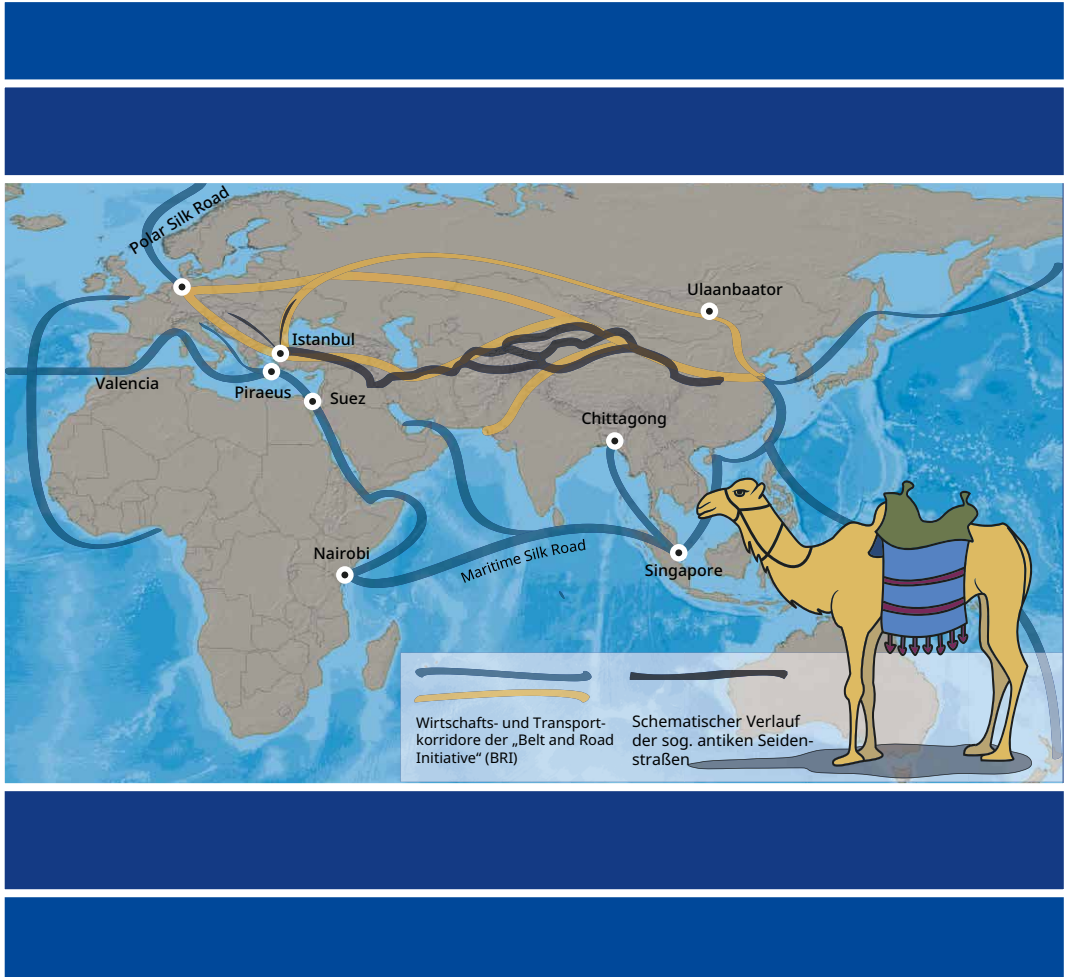 Polar Silk Road
Ulaanbaator
Istanbul
Valencia
Piraeus
Suez
Chittagong
Nairobi
Maritime Silk Road
Singapore
Wirtschafts- und Transport-
korridore der „Belt and Road
Initiative“ (BRI)
Schematischer Verlauf
der sog. antiken Seiden-
straßen